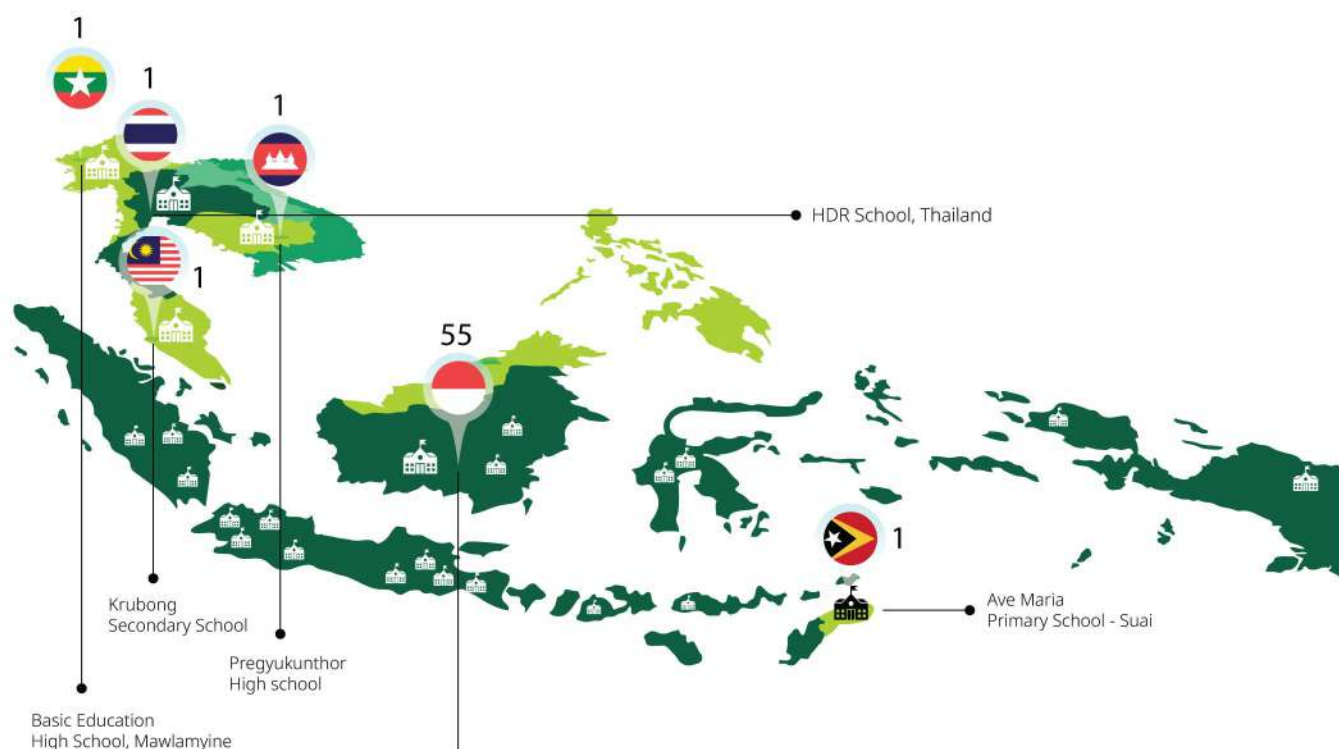 1
1
1
HDR School, Thailand
1
55
1
Ave Maria
Primary School - Suai
Krubong
Secondary School
Pregyukunthor
High school
Basic Education
High School, Mawlamyine